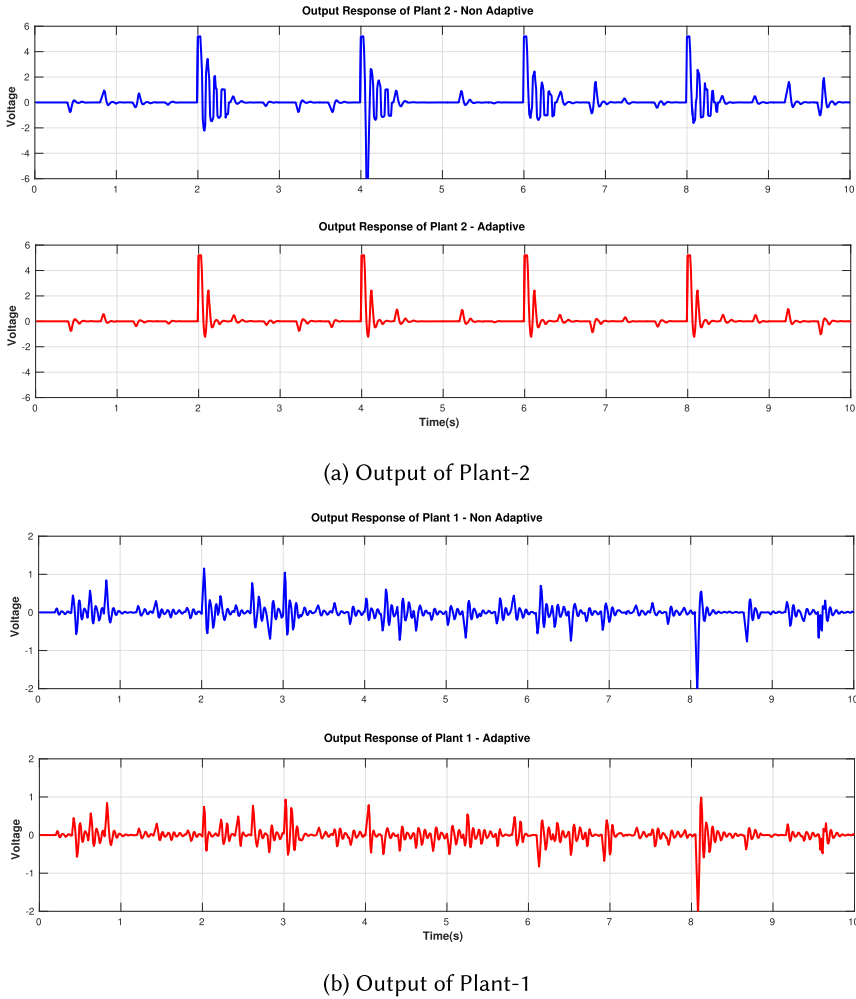 Output Response of Plant 2 - Non Adaptive
6
4
2
0
-2
-4
-6
Voltage
0 1 2 3 4 5 6 7 8 9 10
Output Response of Plant 2 - Adaptive
6
4
2
0
-2
-4
-6
Voltage
0 1 2 3 4 5 6 7 8 9 10
Time(s)
(a) Output of Plant-2
Output Response of Plant 1 - Non Adaptive
2
1
0
-1
-2
Voltage
0 1 2 3 4 5 6 7 8 9 10
Output Response of Plant 1 - Adaptive
2
1
0
-1
-2
Voltage
0 1 2 3 4 5 6 7 8 9 10
Time(s)
(b) Output of Plant-1